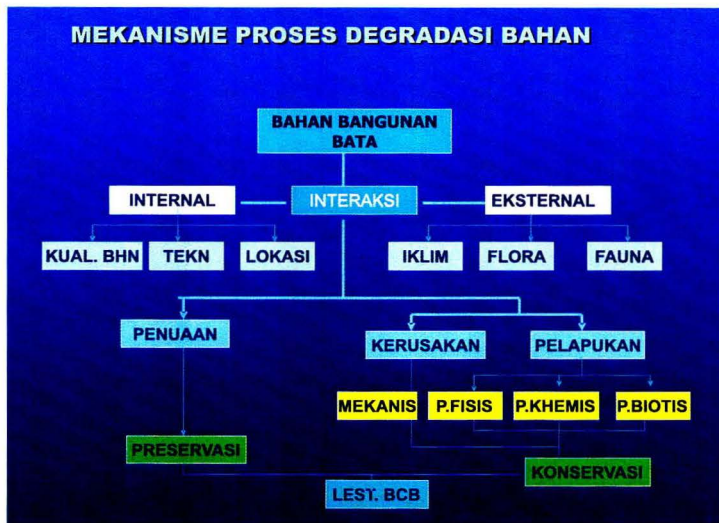 MEKANISME PROSES DEGRADASI BAHAN
BAHAN BANGUNAN
BATA
INTERNAL
INTERAKSI
EKSTERNAL
KUAL. BHN
TEKN
LOKASI
IKLIM
FLORA
FAUNA
PENUAAN
KERUSAKAN
PELAPUKAN
MEKANIS
P.FISIS
P.KHEMIS
P.BIOTIS
PRESERVASI
KONSERVASI
LEST. BCB